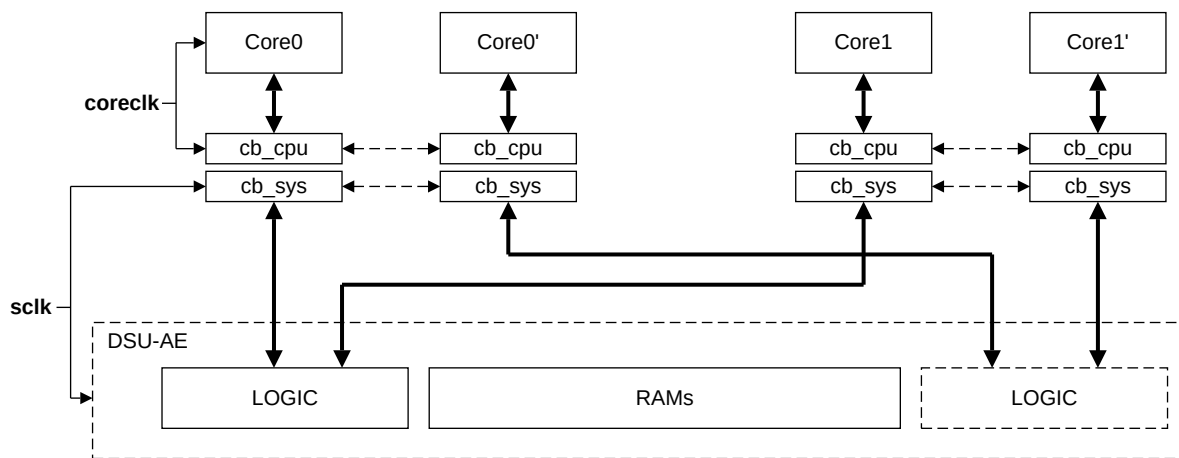 Core0
Core0'
Core1
Core1'
coreclk
cb_cpu
cb_cpu
cb_cpu
cb_cpu
cb_sys
cb_sys
cb_sys
cb_sys
sclk
DSU-AE
LOGIC
RAMs
LOGIC